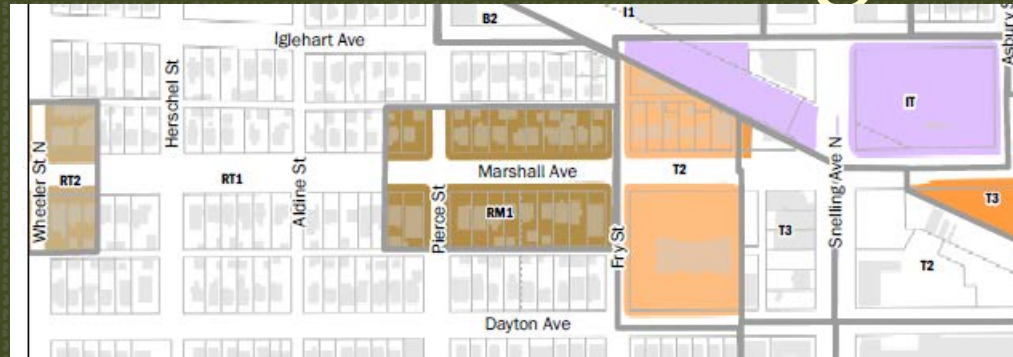 B2
I1
Iglehart Ave
Asbury S
Herschel St
IT
Wheeler St N
RT2
RT1
Aldine St
Marshall Ave
T2
Pierce St
RM1
Fry St
T3
Snelling Ave N
T3
T2
Dayton Ave